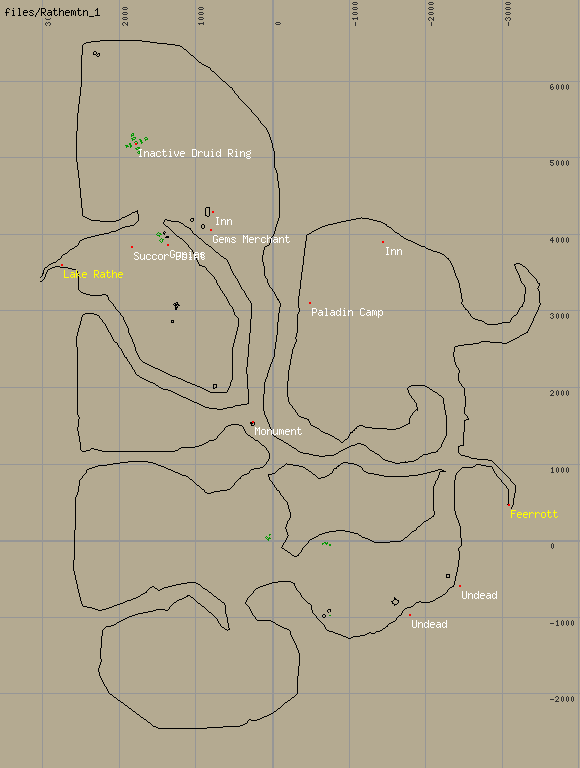 files/Rathemtn_1
3000
2000
1000
0
-1000
-2000
-3000
6000
Inactive Druid Ring
5000
Inn
Gems Merchant
4000
Succor Point
Inn
Lake Rathe
Paladin Camp
3000
2000
Monument
1000
Feerrott
0
Undead
Undead
-1000
-2000